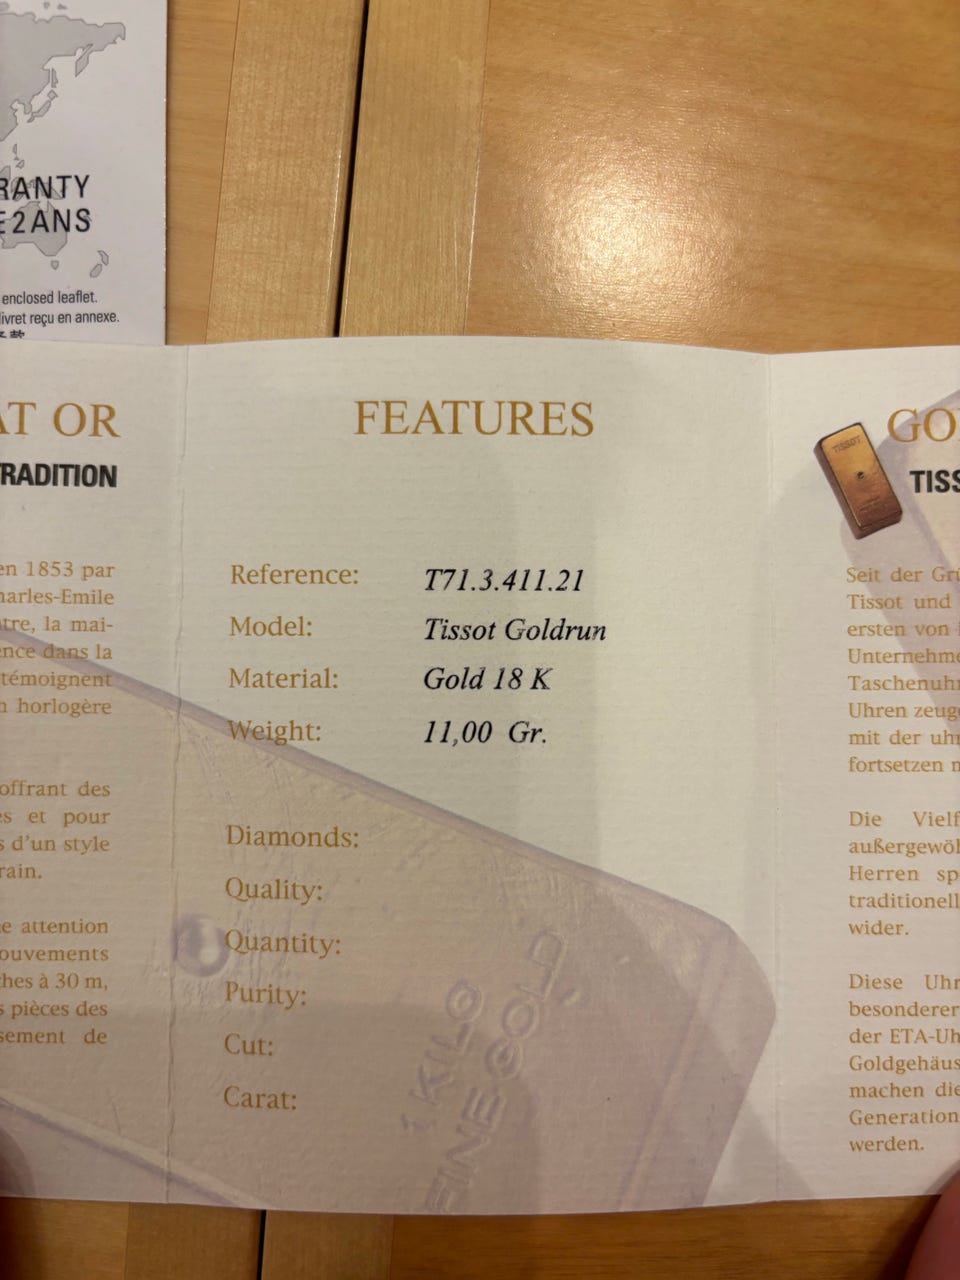 RANTY
E2ANS
enclosed leaflet.
livret reçu en annexe.
AT OR
TRADITION
en 1853 par
harles-Emile
tre, la mai-
ence dans la
témoignent
n horlogère
offrant des
es et pour
s d'un style
rain.
e attention
ouvements
ches à 30 m,
s pièces des
sement de
FEATURES
Reference: T71.3.411.21
Model: Tissot Goldrun
Material: Gold 18 K
Weight: 11,00 Gr.
Diamonds:
Quality:
Quantity:
Purity:
Cut:
Carat:
1 KILO
FINE GOLD
TISSOT
GO
TISS
Seit der Grü
Tissot und
ersten von
Unternehme
Taschenuhr
Uhren zeuge
mit der uhr
fortsetzen n
Die Vielf
außergewöh
Herren sp
traditionell
wider.
Diese Uhr
besonderer
der ETA-Uh
Goldgehäus
machen die
Generation
werden.